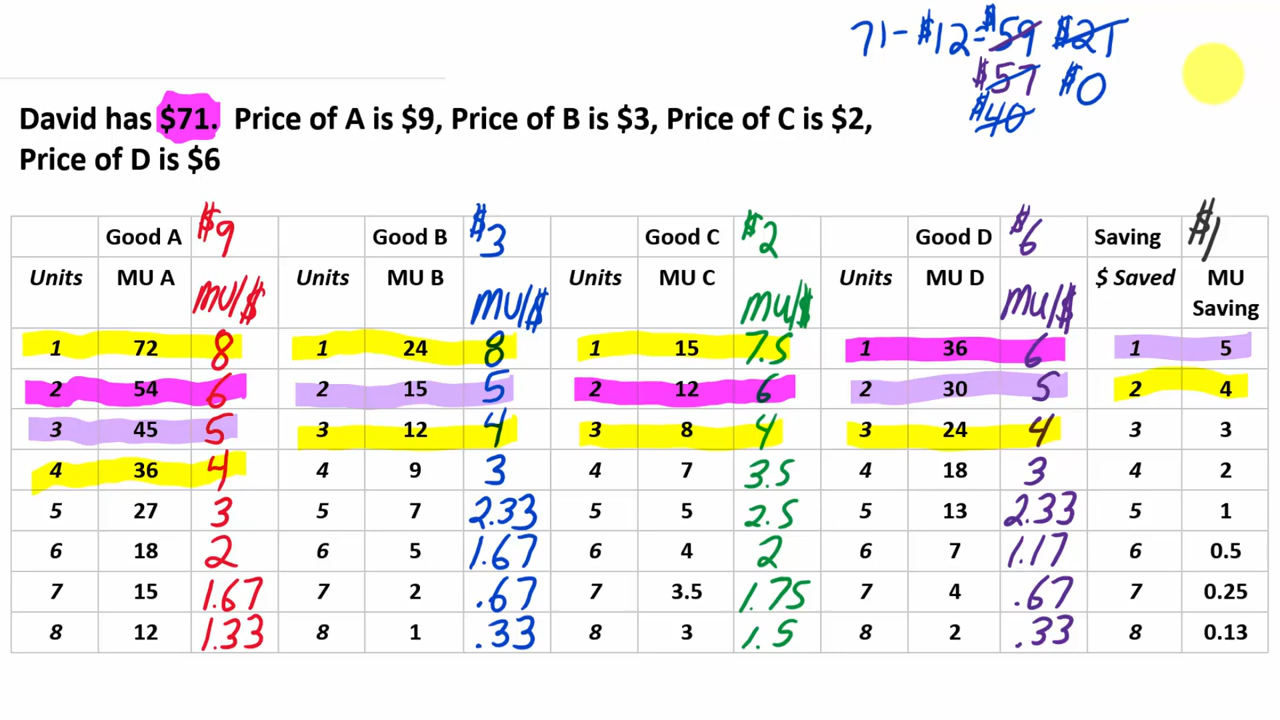 71 - $12 = $59 $21
$57 $0
$40
David has $71. Price of A is $9, Price of B is $3, Price of C is $2,
Price of D is $6
Good A $9 Good B $3 Good C $2 Good D $6 Saving $1
Units MU A MU/$ Units MU B MU/$ Units MU C MU/$ Units MU D MU/$ $ Saved MU Saving
1 72 8 1 24 8 1 15 7.5 1 36 6 1 5
2 54 6 2 15 5 2 12 6 2 30 5 2 4
3 45 5 3 12 4 3 8 4 3 24 4 3 3
4 36 4 4 9 3 4 7 3.5 4 18 3 4 2
5 27 3 5 7 2.33 5 5 2.5 5 13 2.33 5 1
6 18 2 6 5 1.67 6 4 2 6 7 1.17 6 0.5
7 15 1.67 7 2 .67 7 3.5 1.75 7 4 .67 7 0.25
8 12 1.33 8 1 .33 8 3 1.5 8 2 .33 8 0.13